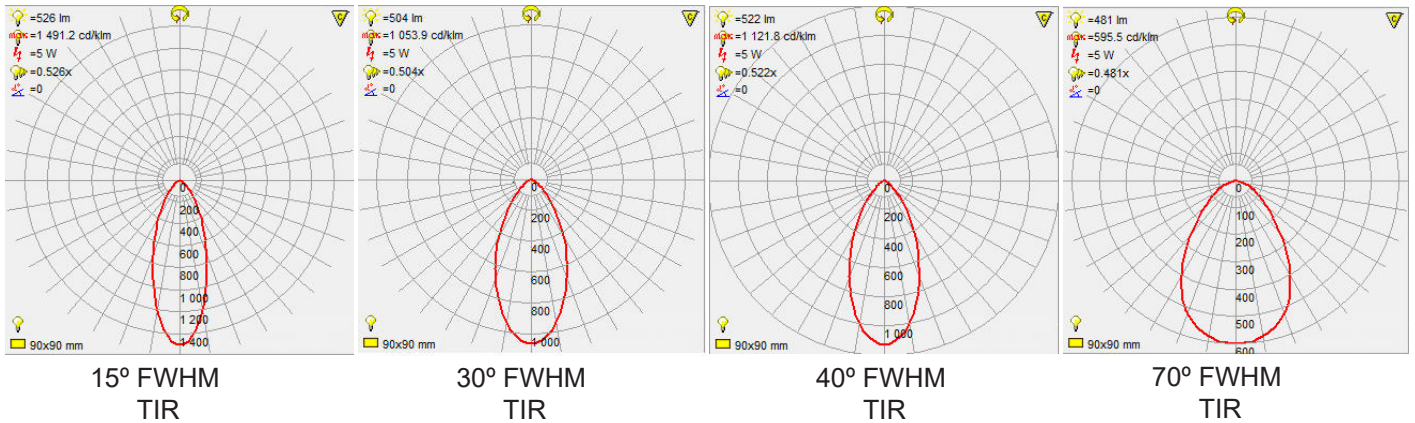 =526 lm
max =1 491.2 cd/klm
=5 W
=0.526x
=0
C
0
200
400
600
800
1 000
1 200
1 400
90x90 mm
15º FWHM
TIR
=504 lm
max =1 053.9 cd/klm
=5 W
=0.504x
=0
C
0
200
400
600
800
1 000
90x90 mm
30º FWHM
TIR
=522 lm
max =1 121.8 cd/klm
=5 W
=0.522x
=0
C
0
200
400
600
800
1 000
90x90 mm
40º FWHM
TIR
=481 lm
max =595.5 cd/klm
=5 W
=0.481x
=0
C
0
100
200
300
400
500
600
90x90 mm
70º FWHM
TIR